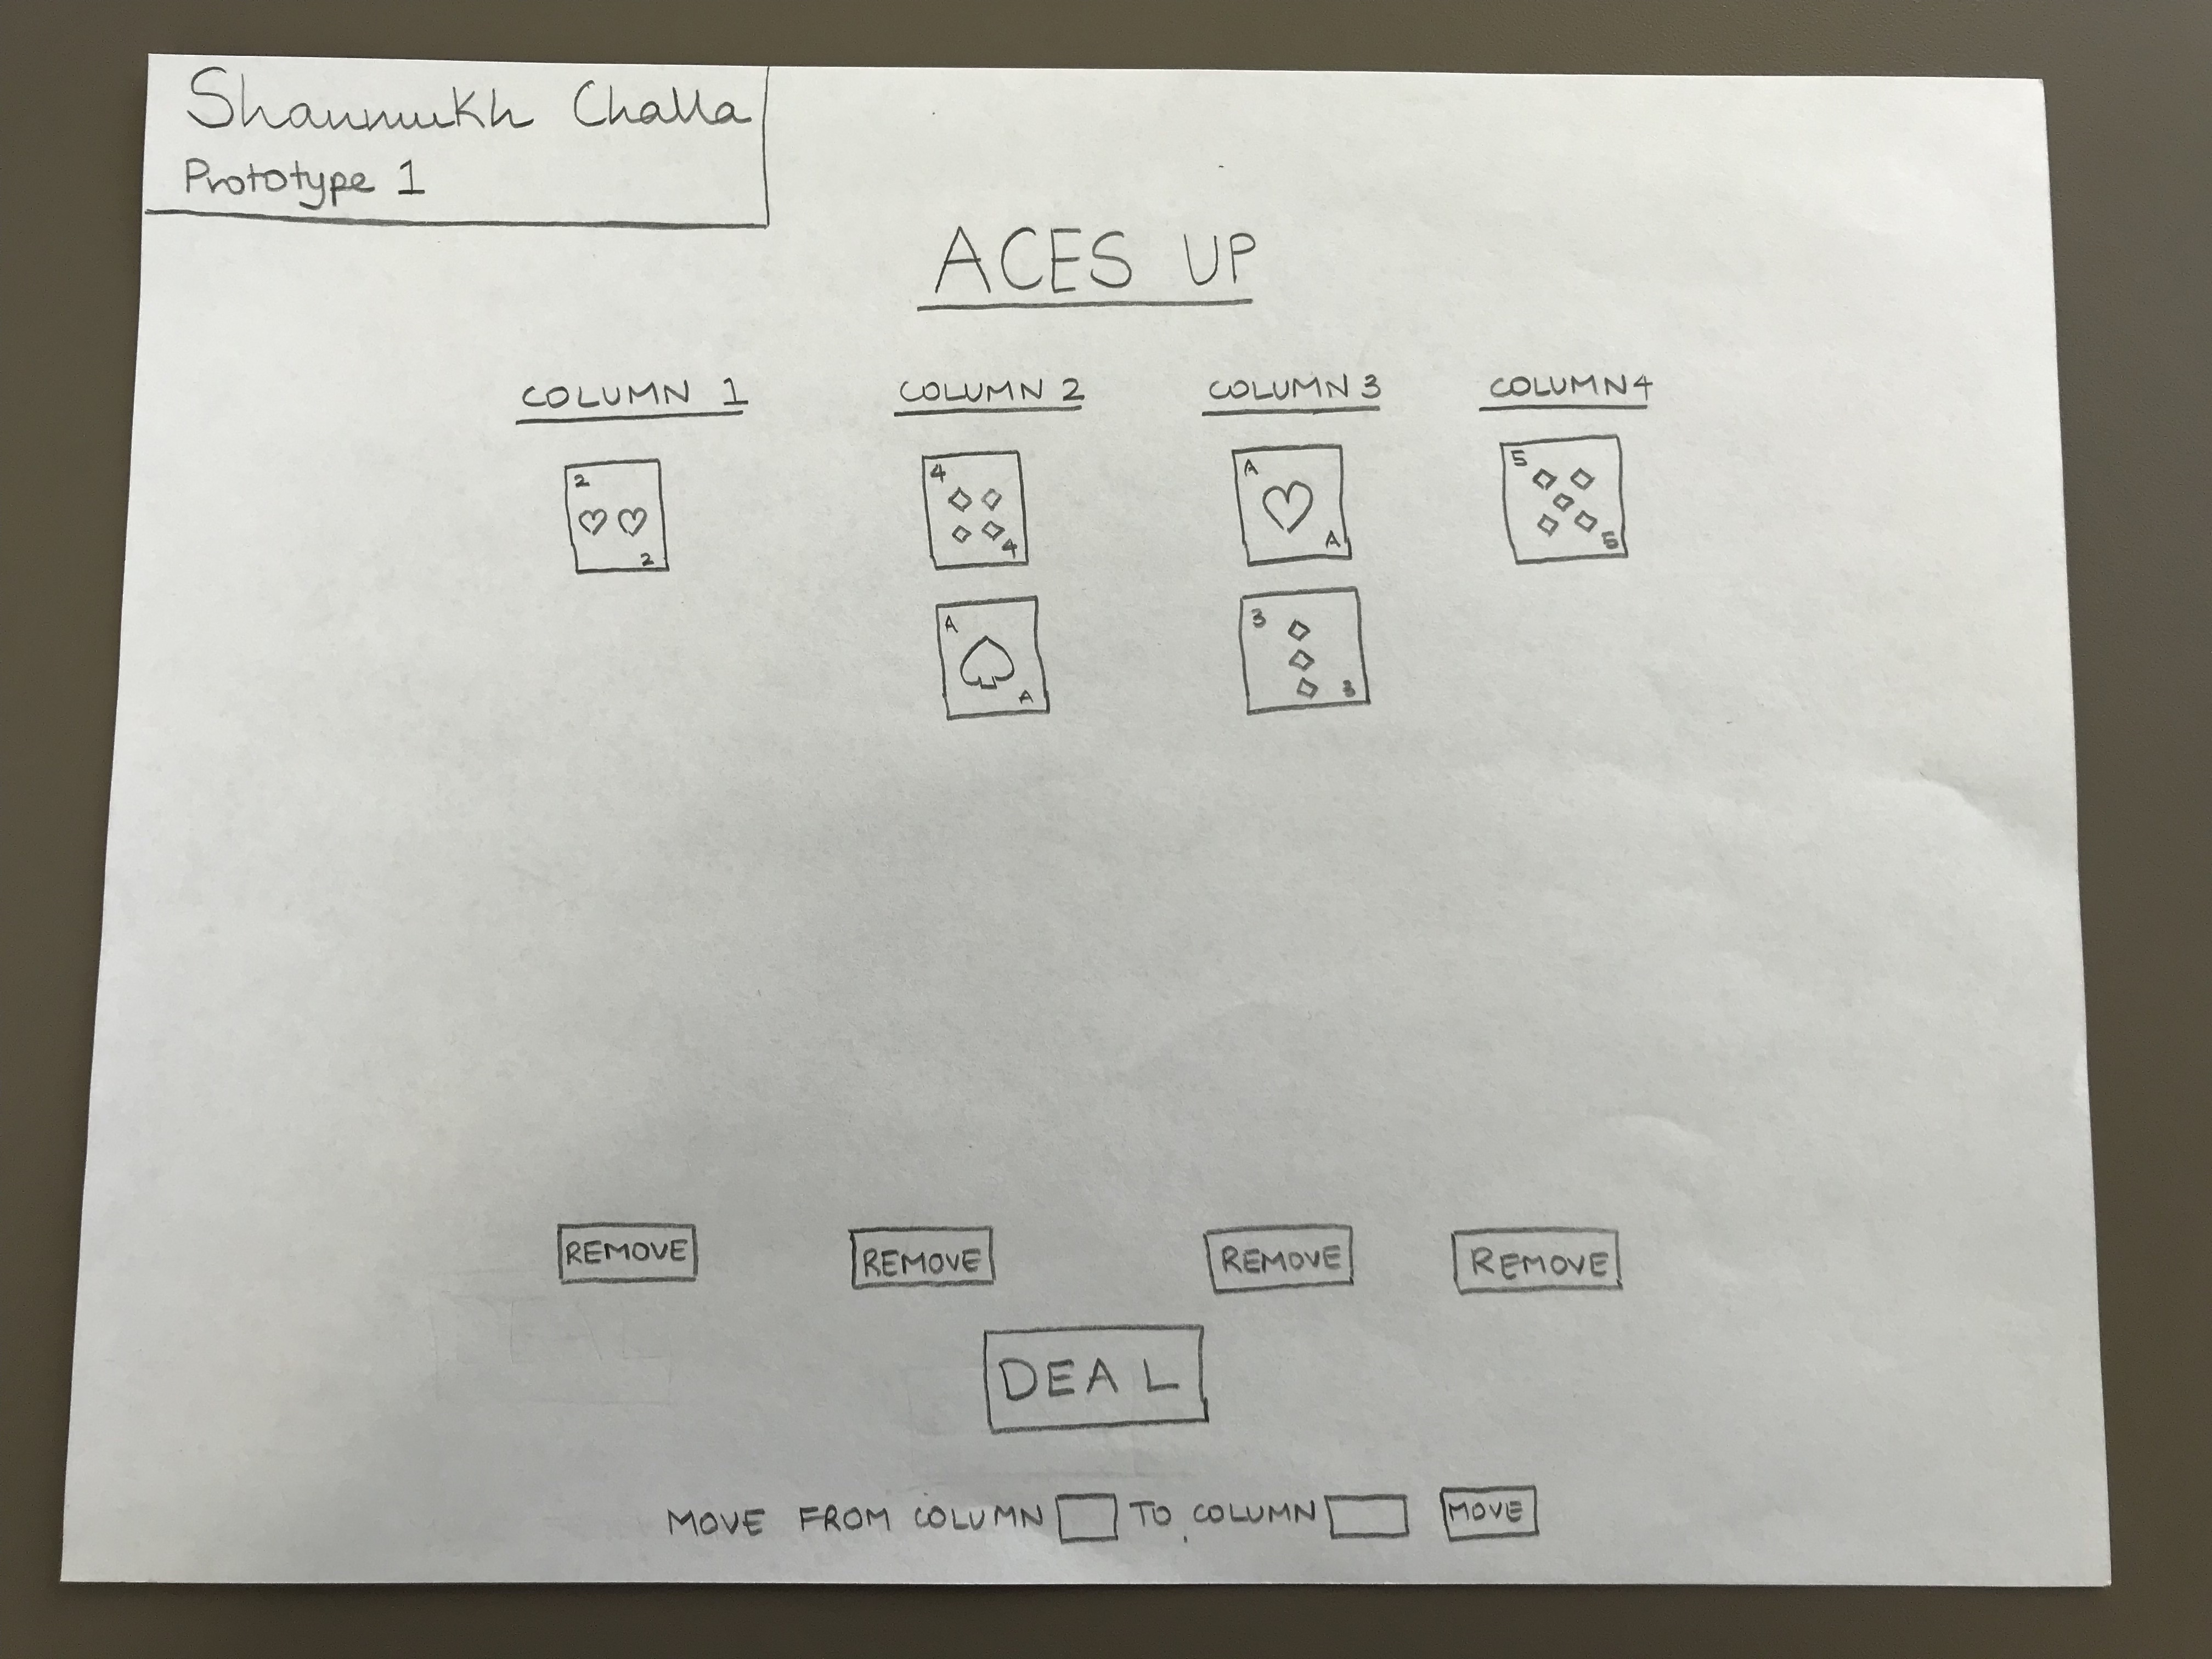 Shanmukh Challa
Prototype 1
ACES UP
COLUMN 1 COLUMN 2 COLUMN 3 COLUMN 4
2 4 A 5
2 4 A 5
A 3
A 3
REMOVE REMOVE REMOVE REMOVE
DEAL
MOVE FROM COLUMN TO COLUMN MOVE